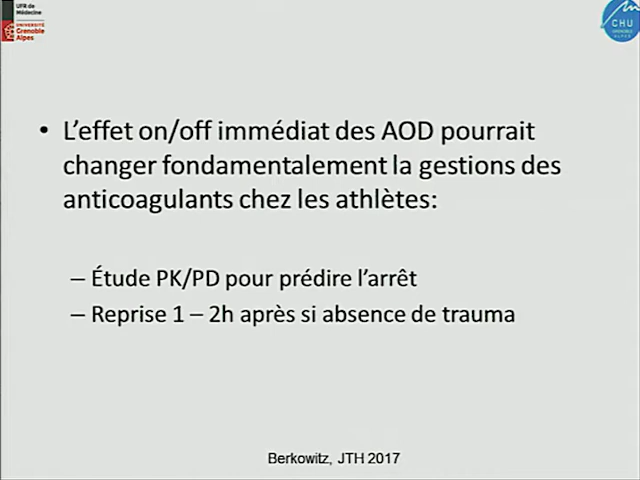 UFR de
Médecine
UNIVERSITÉ
Grenoble
Alpes
CHU
GRENOBLE
ALPES
• L’effet on/off immédiat des AOD pourrait
changer fondamentalement la gestions des
anticoagulants chez les athlètes:
– Étude PK/PD pour prédire l’arrêt
– Reprise 1 – 2h après si absence de trauma
Berkowitz, JTH 2017